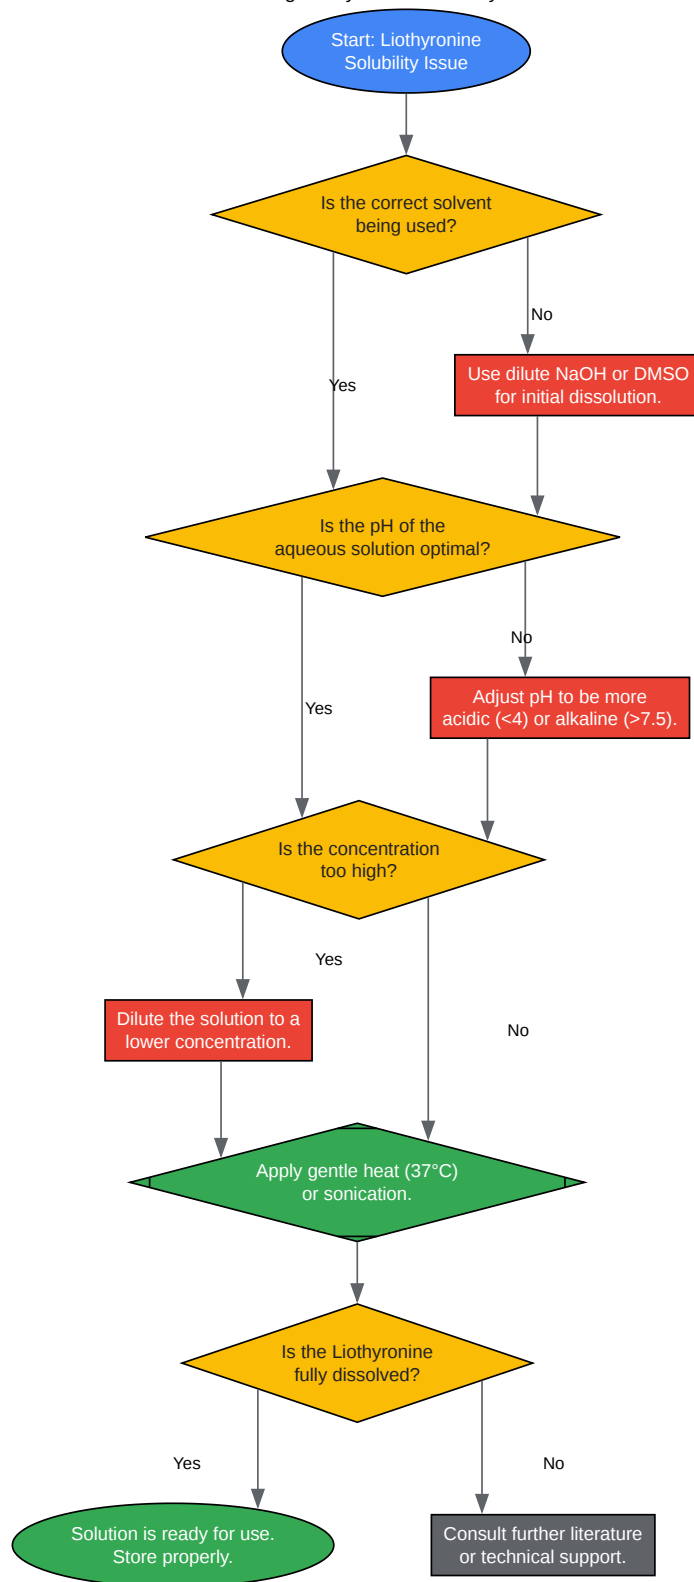 Start: Liothyronine
Solubility Issue
Is the correct solvent
being used?
No
Yes
Use dilute NaOH or DMSO
for initial dissolution.
Is the pH of the
aqueous solution optimal?
No
Yes
Adjust pH to be more
acidic (<4) or alkaline (>7.5).
Is the concentration
too high?
Yes
No
Dilute the solution to a
lower concentration.
Apply gentle heat (37°C)
or sonication.
Is the Liothyronine
fully dissolved?
Yes
No
Solution is ready for use.
Store properly.
Consult further literature
or technical support.